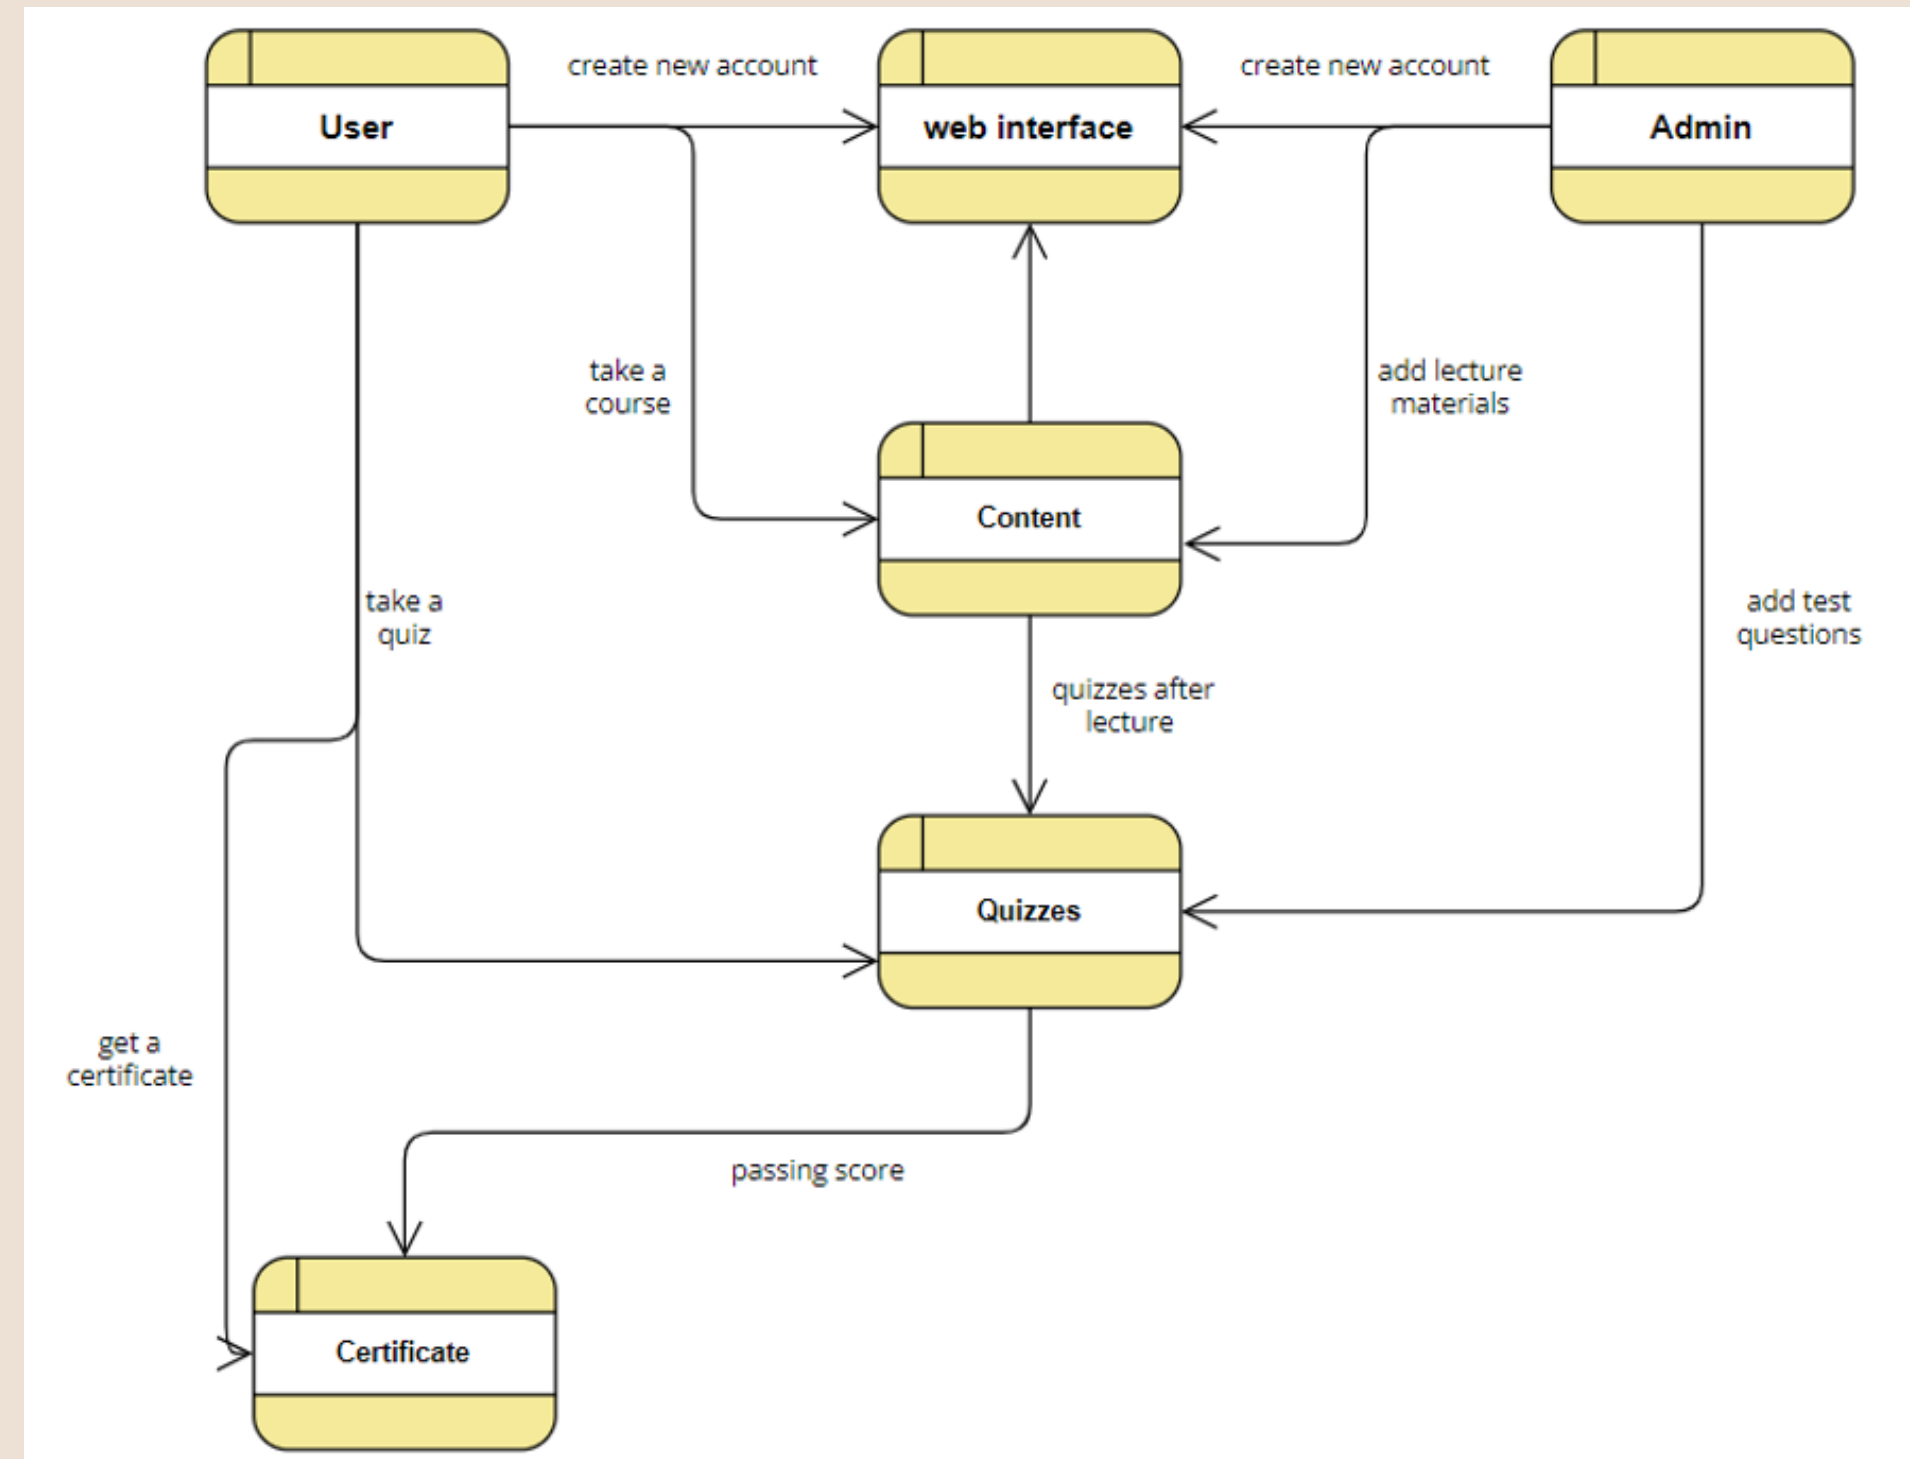 create new account
create new account
User
web interface
Admin
take a
course
add lecture
materials
Content
take a
quiz
add test
questions
quizzes after
lecture
Quizzes
get a
certificate
passing score
Certificate